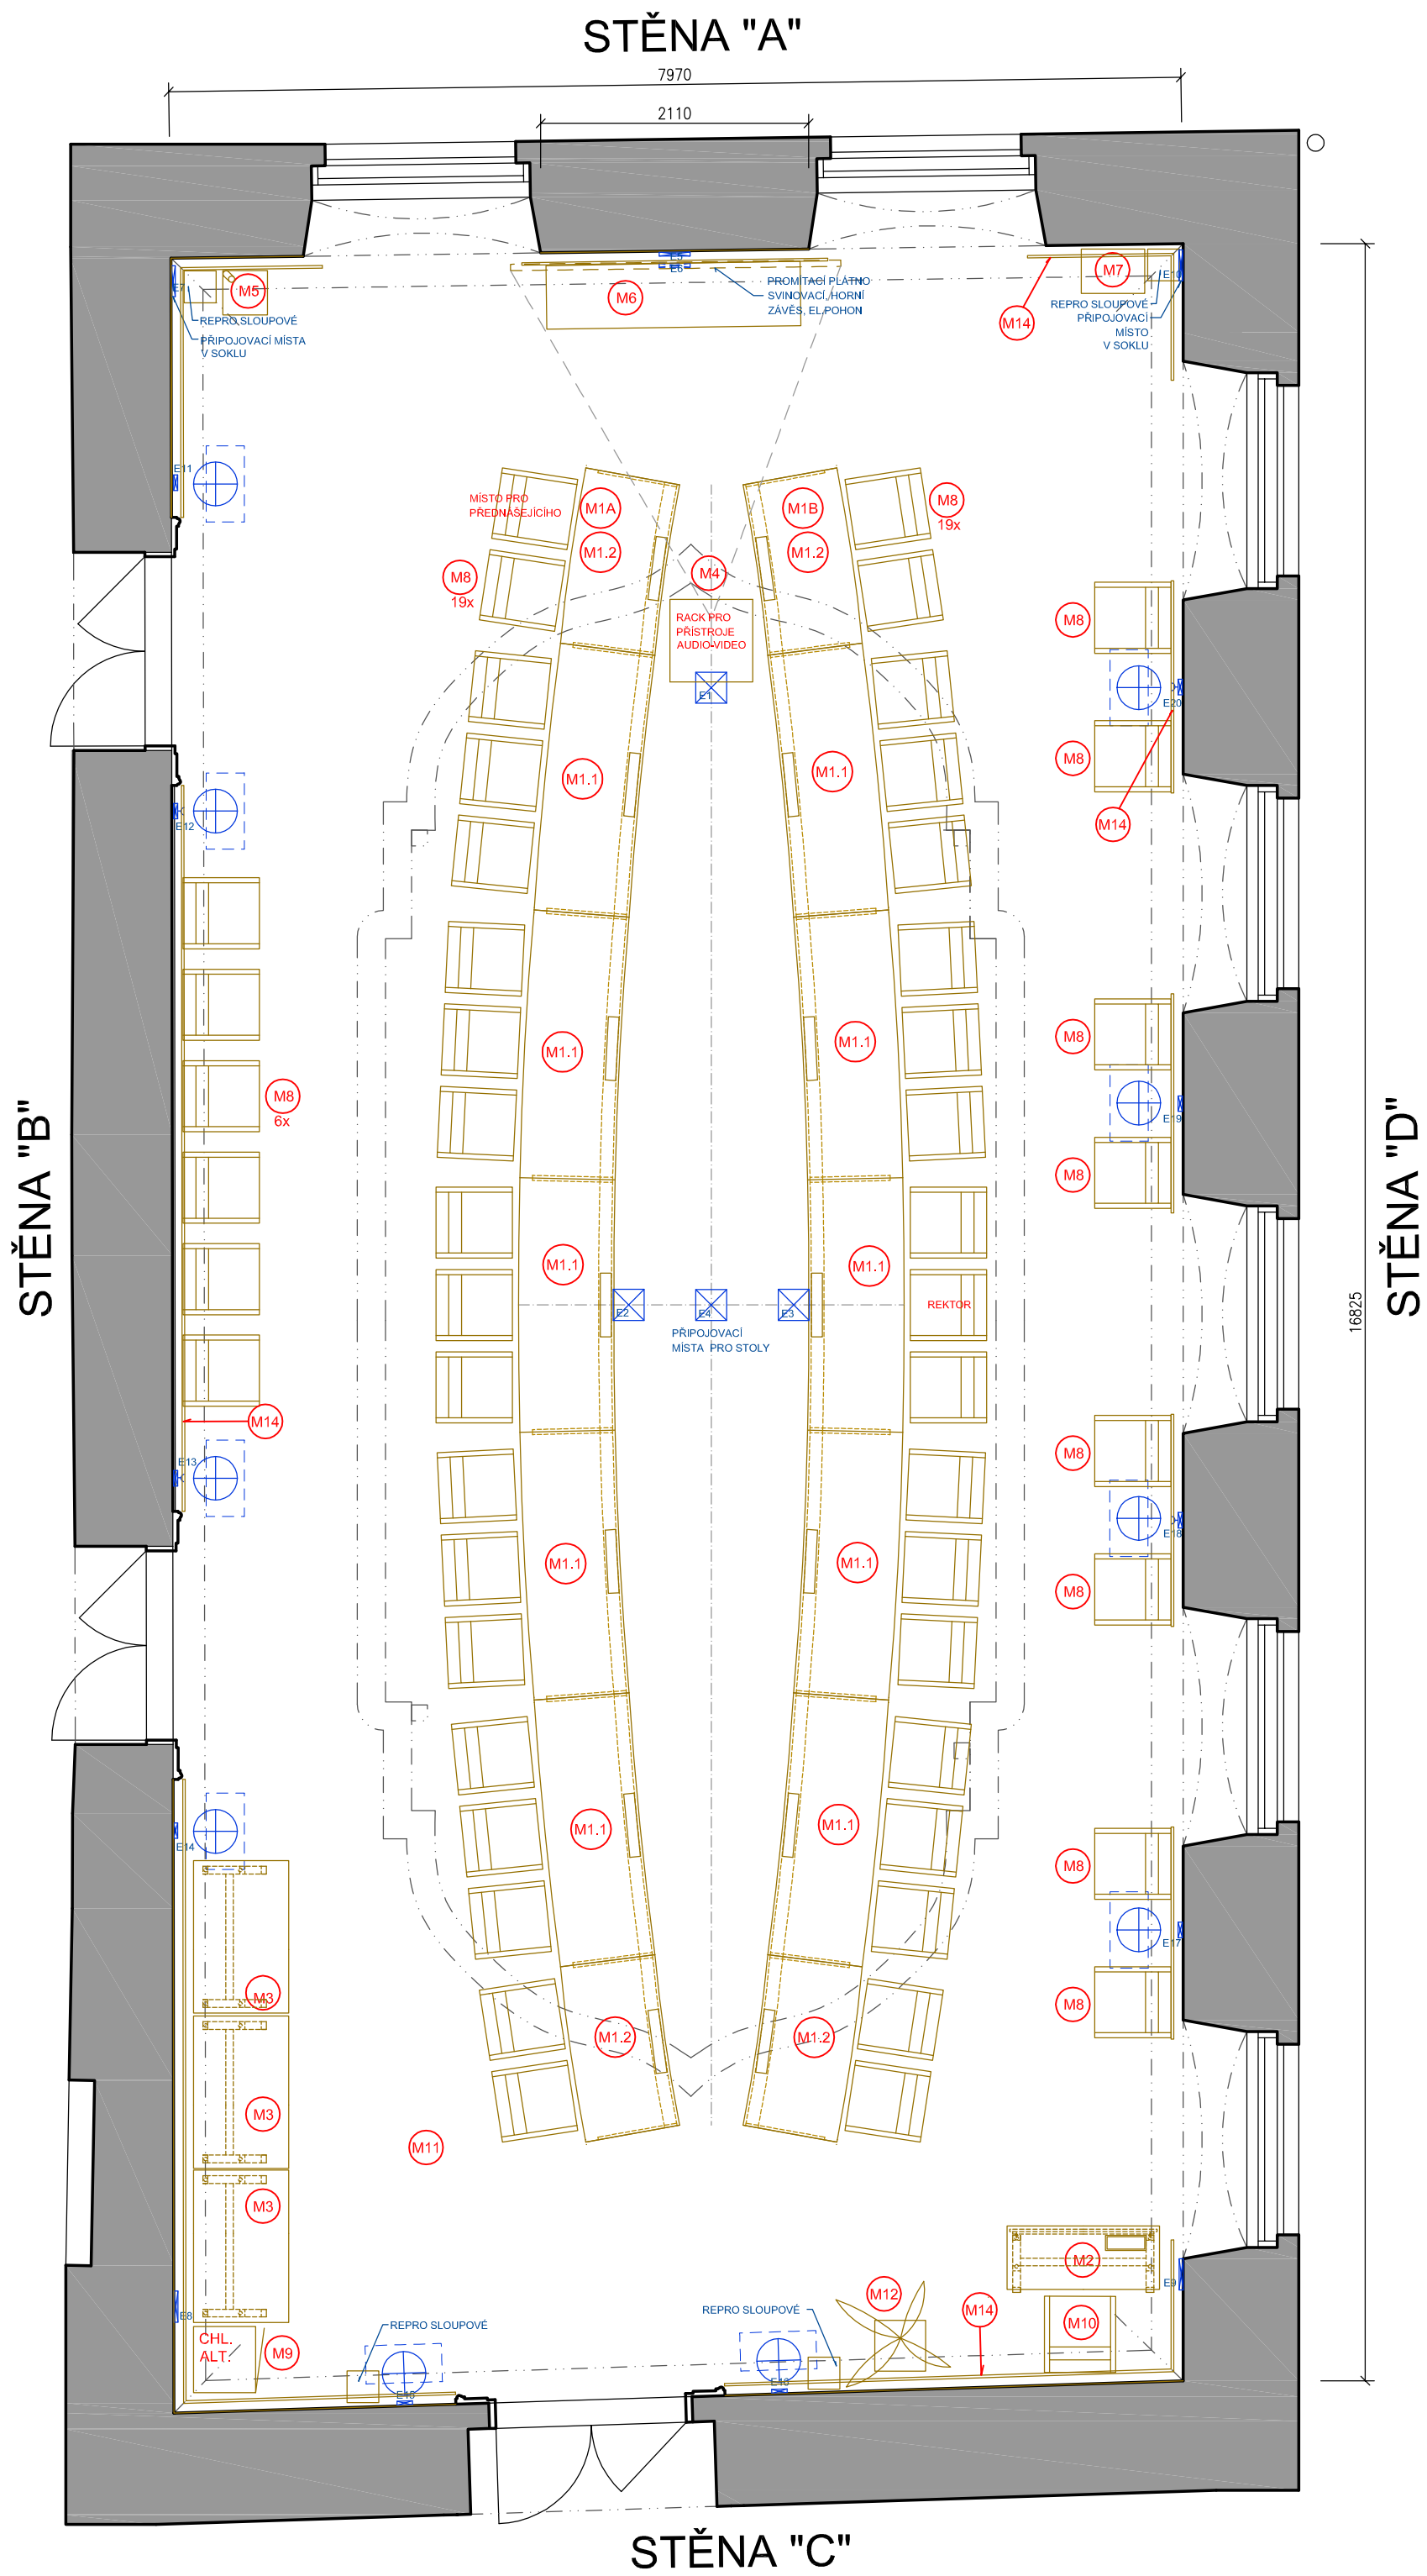 STĚNA "A"
7970
2110
E5
E6
E7
M5
M6
M7
E10
PROMÍTACÍ PLÁTNO
SVINOVACÍ, HORNÍ
ZÁVĚS, EL.POHON
REPRO SLOUPOVÉ
PŘIPOJOVACÍ MÍSTA
V SOKLU
M14
REPRO SLOUPOVÉ
PŘIPOJOVACÍ
MÍSTO
V SOKLU
E11
MÍSTO PRO
PŘEDNÁŠEJÍCÍHO
M1A
M1.2
M1B
M1.2
M8
19x
M8
19x
M4
RACK PRO
PŘÍSTROJE
AUDIO-VIDEO
E1
M8
E20
M8
M14
M1.1
M1.1
E12
M1.1
M1.1
M8
6x
M8
E19
M8
STĚNA "B"
STĚNA "D"
16825
M1.1
M1.1
E2
E4
E3
REKTOR
PŘIPOJOVACÍ
MÍSTA PRO STOLY
M14
E13
M8
E18
M8
M1.1
M1.1
M1.1
M1.1
E14
M8
E17
M8
M3
M1.2
M1.2
M3
M11
M3
M2
E9
E8
M12
M14
M10
REPRO SLOUPOVÉ
REPRO SLOUPOVÉ
CHL.
ALT.
M9
E15
E16
STĚNA "C"